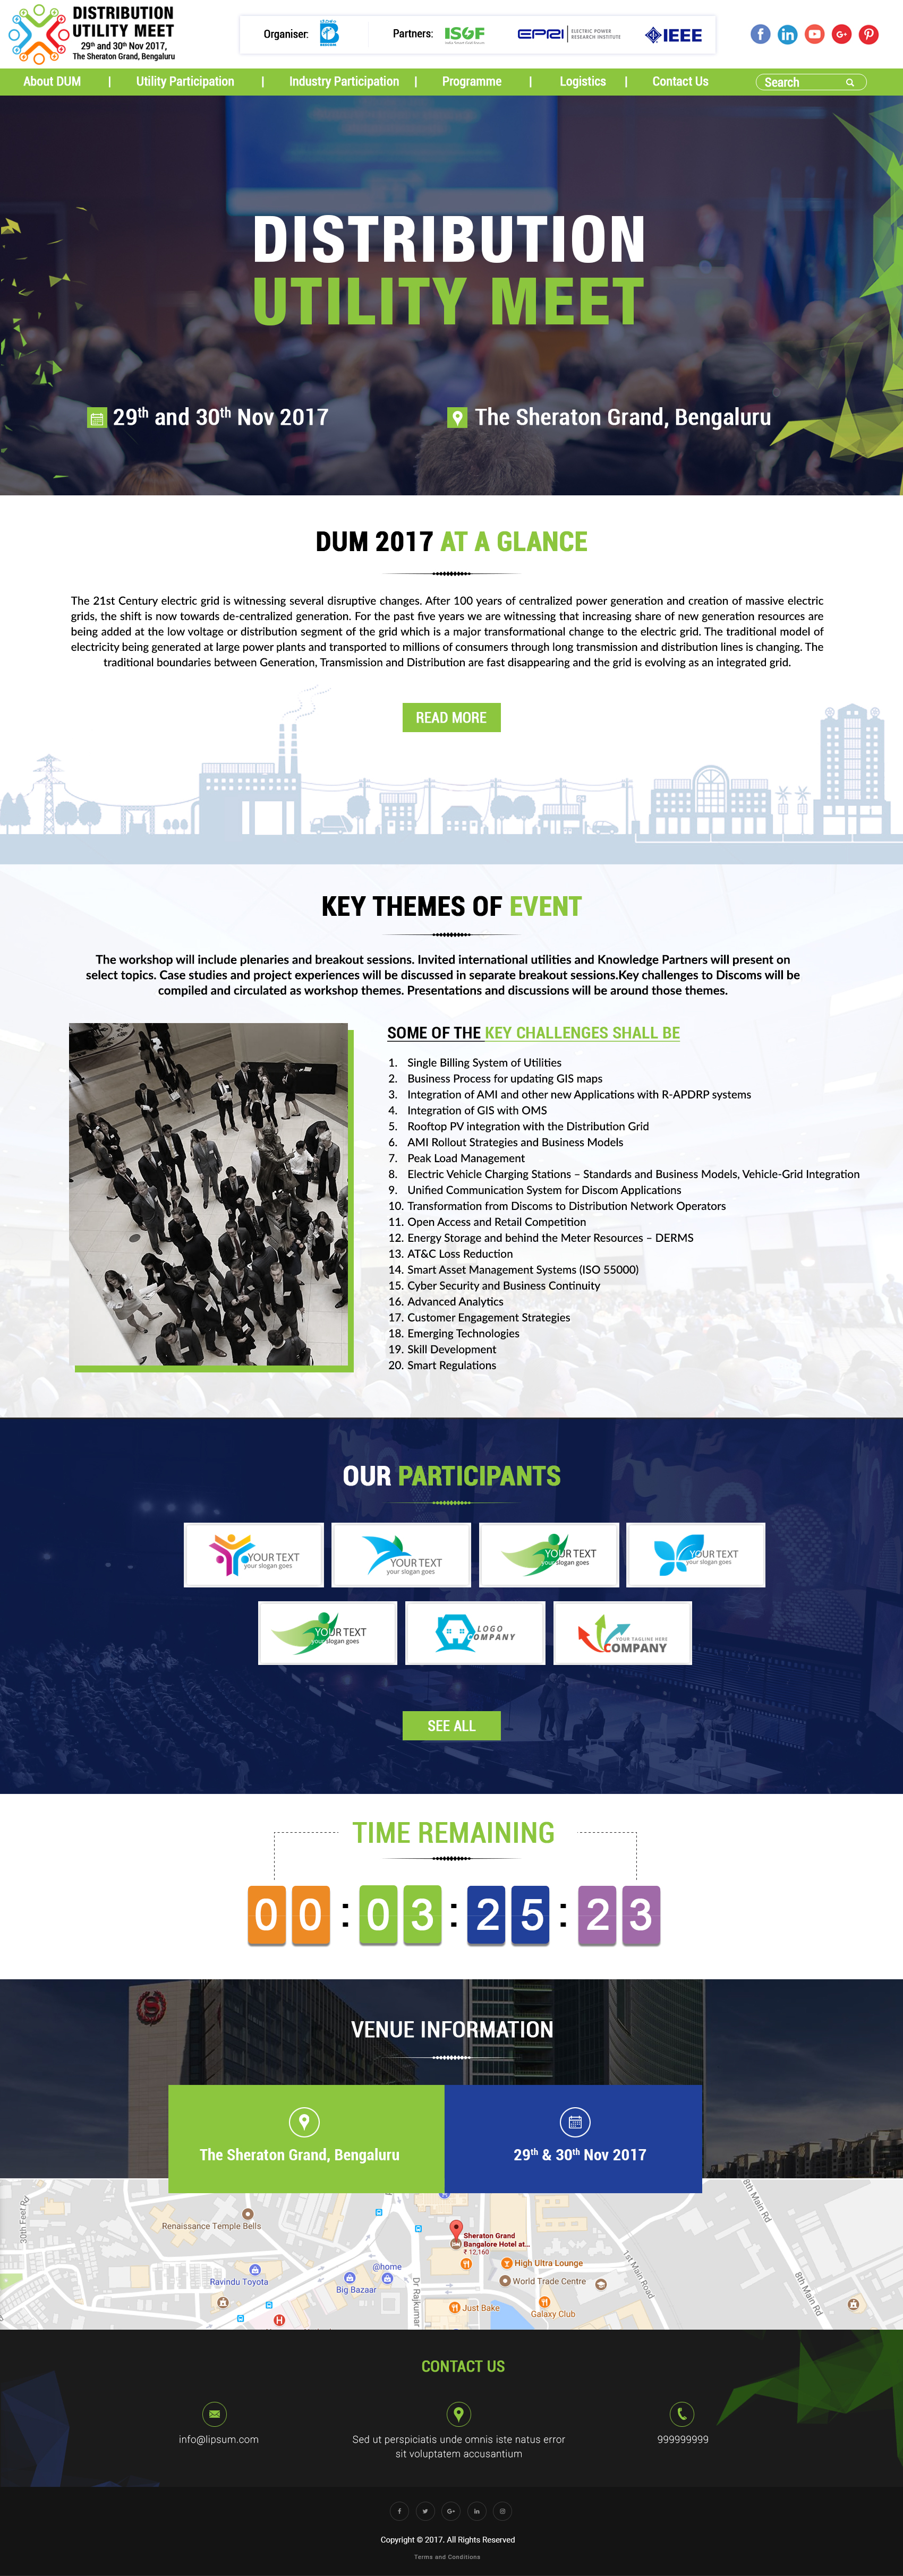 DISTRIBUTION
UTILITY MEET
29th and 30th Nov 2017,
The Sheraton Grand, Bengaluru
Organiser:
Partners:
ISGF
EPRI
ELECTRIC POWER
RESEARCH INSTITUTE
IEEE
About DUM
Utility Participation
Industry Participation
Programme
Logistics
Contact Us
Search
DISTRIBUTION
UTILITY MEET
29th and 30th Nov 2017
The Sheraton Grand, Bengaluru
DUM 2017 AT A GLANCE
The 21st Century electric grid is witnessing several disruptive changes. After 100 years of centralized power generation and creation of massive electric
grids, the shift is now towards de-centralized generation. For the past five years we are witnessing that increasing share of new generation resources are
being added at the low voltage or distribution segment of the grid which is a major transformational change to the electric grid. The traditional model of
electricity being generated at large power plants and transported to millions of consumers through long transmission and distribution lines is changing. The
traditional boundaries between Generation, Transmission and Distribution are fast disappearing and the grid is evolving as an integrated grid.
READ MORE
KEY THEMES OF EVENT
The workshop will include plenaries and breakout sessions. Invited international utilities and Knowledge Partners will present on
select topics. Case studies and project experiences will be discussed in separate breakout sessions.Key challenges to Discoms will be
compiled and circulated as workshop themes. Presentations and discussions will be around those themes.
SOME OF THE KEY CHALLENGES SHALL BE
1. Single Billing System of Utilities
2. Business Process for updating GIS maps
3. Integration of AMI and other new Applications with R-APDRP systems
4. Integration of GIS with OMS
5. Rooftop PV integration with the Distribution Grid
6. AMI Rollout Strategies and Business Models
7. Peak Load Management
8. Electric Vehicle Charging Stations – Standards and Business Models, Vehicle-Grid Integration
9. Unified Communication System for Discom Applications
10. Transformation from Discoms to Distribution Network Operators
11. Open Access and Retail Competition
12. Energy Storage and behind the Meter Resources – DERMS
13. AT&C Loss Reduction
14. Smart Asset Management Systems (ISO 55000)
15. Cyber Security and Business Continuity
16. Advanced Analytics
17. Customer Engagement Strategies
18. Emerging Technologies
19. Skill Development
20. Smart Regulations
OUR PARTICIPANTS
YOUR TEXT
your slogan goes
YOUR TEXT
your slogan goes
YOUR TEXT
your slogan goes
YOUR TEXT
your slogan goes
YOUR TEXT
your slogan goes
LOGO
COMPANY
YOUR TAGLINE HERE
COMPANY
SEE ALL
TIME REMAINING
00 : 03 : 25 : 23
VENUE INFORMATION
The Sheraton Grand, Bengaluru
29th & 30th Nov 2017
30th Feet Rd
Renaissance Temple Bells
Ravindu Toyota
@home
Big Bazaar
Dr Rajkumar
Sheraton Grand
Bangalore Hotel at...
₹ 12,160
High Ultra Lounge
World Trade Centre
Just Bake
Galaxy Club
1st Main Road
8th Main Rd
8th Main Rd
CONTACT US
info@lipsum.com
Sed ut perspiciatis unde omnis iste natus error
sit voluptatem accusantium
999999999
Copyright © 2017. All Rights Reserved
Terms and Conditions